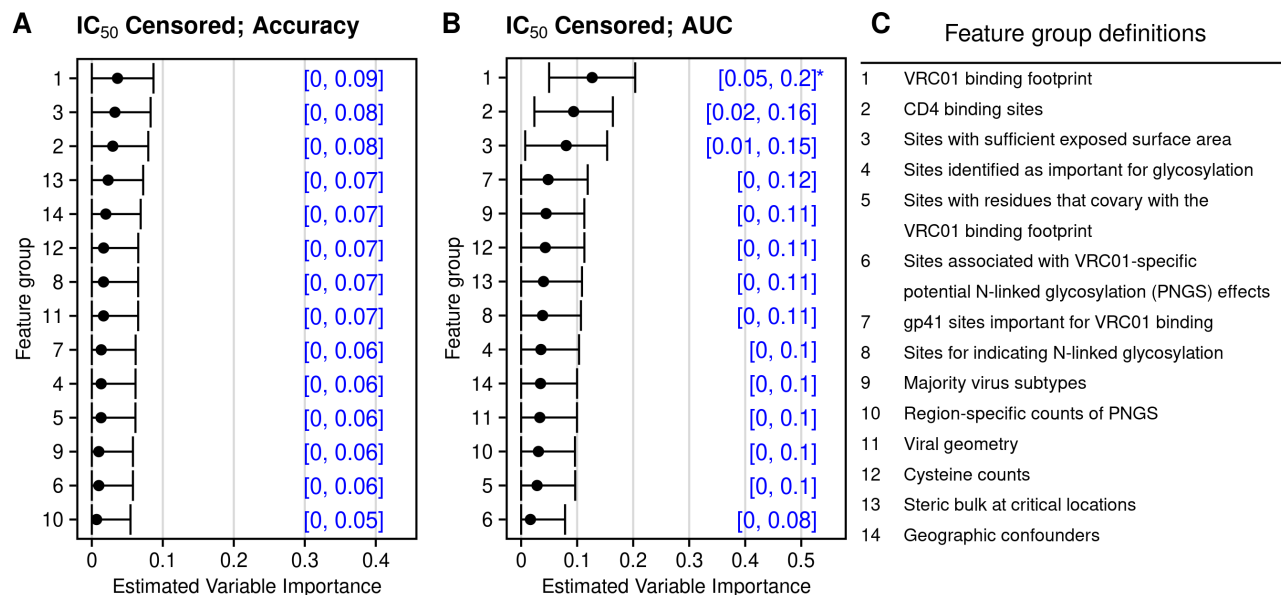 A IC50 Censored; Accuracy
Feature group
1 [0, 0.09]
3 [0, 0.08]
2 [0, 0.08]
13 [0, 0.07]
14 [0, 0.07]
12 [0, 0.07]
8 [0, 0.07]
11 [0, 0.07]
7 [0, 0.06]
4 [0, 0.06]
5 [0, 0.06]
9 [0, 0.06]
6 [0, 0.06]
10 [0, 0.05]
0 0.1 0.2 0.3 0.4
Estimated Variable Importance
B IC50 Censored; AUC
Feature group
1 [0.05, 0.2]*
2 [0.02, 0.16]
3 [0.01, 0.15]
7 [0, 0.12]
9 [0, 0.11]
12 [0, 0.11]
13 [0, 0.11]
8 [0, 0.11]
4 [0, 0.1]
14 [0, 0.1]
11 [0, 0.1]
10 [0, 0.1]
5 [0, 0.1]
6 [0, 0.08]
0 0.1 0.2 0.3 0.4 0.5
Estimated Variable Importance
C Feature group definitions
1 VRC01 binding footprint
2 CD4 binding sites
3 Sites with sufficient exposed surface area
4 Sites identified as important for glycosylation
5 Sites with residues that covary with the
VRC01 binding footprint
6 Sites associated with VRC01-specific
potential N-linked glycosylation (PNGS) effects
7 gp41 sites important for VRC01 binding
8 Sites for indicating N-linked glycosylation
9 Majority virus subtypes
10 Region-specific counts of PNGS
11 Viral geometry
12 Cysteine counts
13 Steric bulk at critical locations
14 Geographic confounders